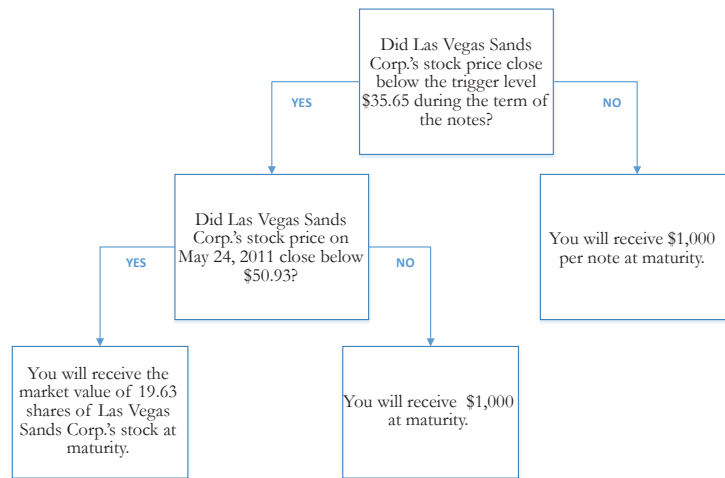 Did Las Vegas Sands
Corp.'s stock price close
below the trigger level
$35.65 during the term of
the notes?
YES
NO
Did Las Vegas Sands
Corp.'s stock price on
May 24, 2011 close below
$50.93?
You will receive $1,000
per note at maturity.
YES
NO
You will receive the
market value of 19.63
shares of Las Vegas
Sands Corp.'s stock at
maturity.
You will receive $1,000
at maturity.